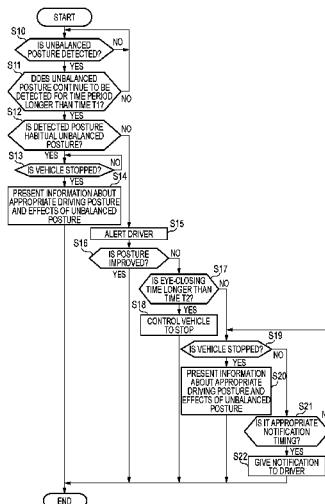 START
S10
IS UNBALANCED
POSTURE DETECTED?
NO
YES
S11
DOES UNBALANCED
POSTURE CONTINUE TO BE
DETECTED FOR TIME PERIOD
LONGER THAN TIME T1?
NO
YES
S12
IS DETECTED POSTURE
HABITUAL UNBALANCED
POSTURE?
NO
YES
S13
IS VEHICLE STOPPED?
NO
YES
S14
PRESENT INFORMATION ABOUT
APPROPRIATE DRIVING POSTURE
AND EFFECTS OF UNBALANCED
POSTURE
S15
ALERT DRIVER
S16
IS POSTURE
IMPROVED?
NO
YES
S17
IS EYE-CLOSING
TIME LONGER THAN
TIME T2?
NO
YES
S18
CONTROL VEHICLE
TO STOP
S19
IS VEHICLE STOPPED?
NO
YES
S20
PRESENT INFORMATION
ABOUT APPROPRIATE
DRIVING POSTURE AND
EFFECTS OF UNBALANCED
POSTURE
S21
IS IT APPROPRIATE
NOTIFICATION
TIMING?
NO
YES
S22
GIVE NOTIFICATION
TO DRIVER
END